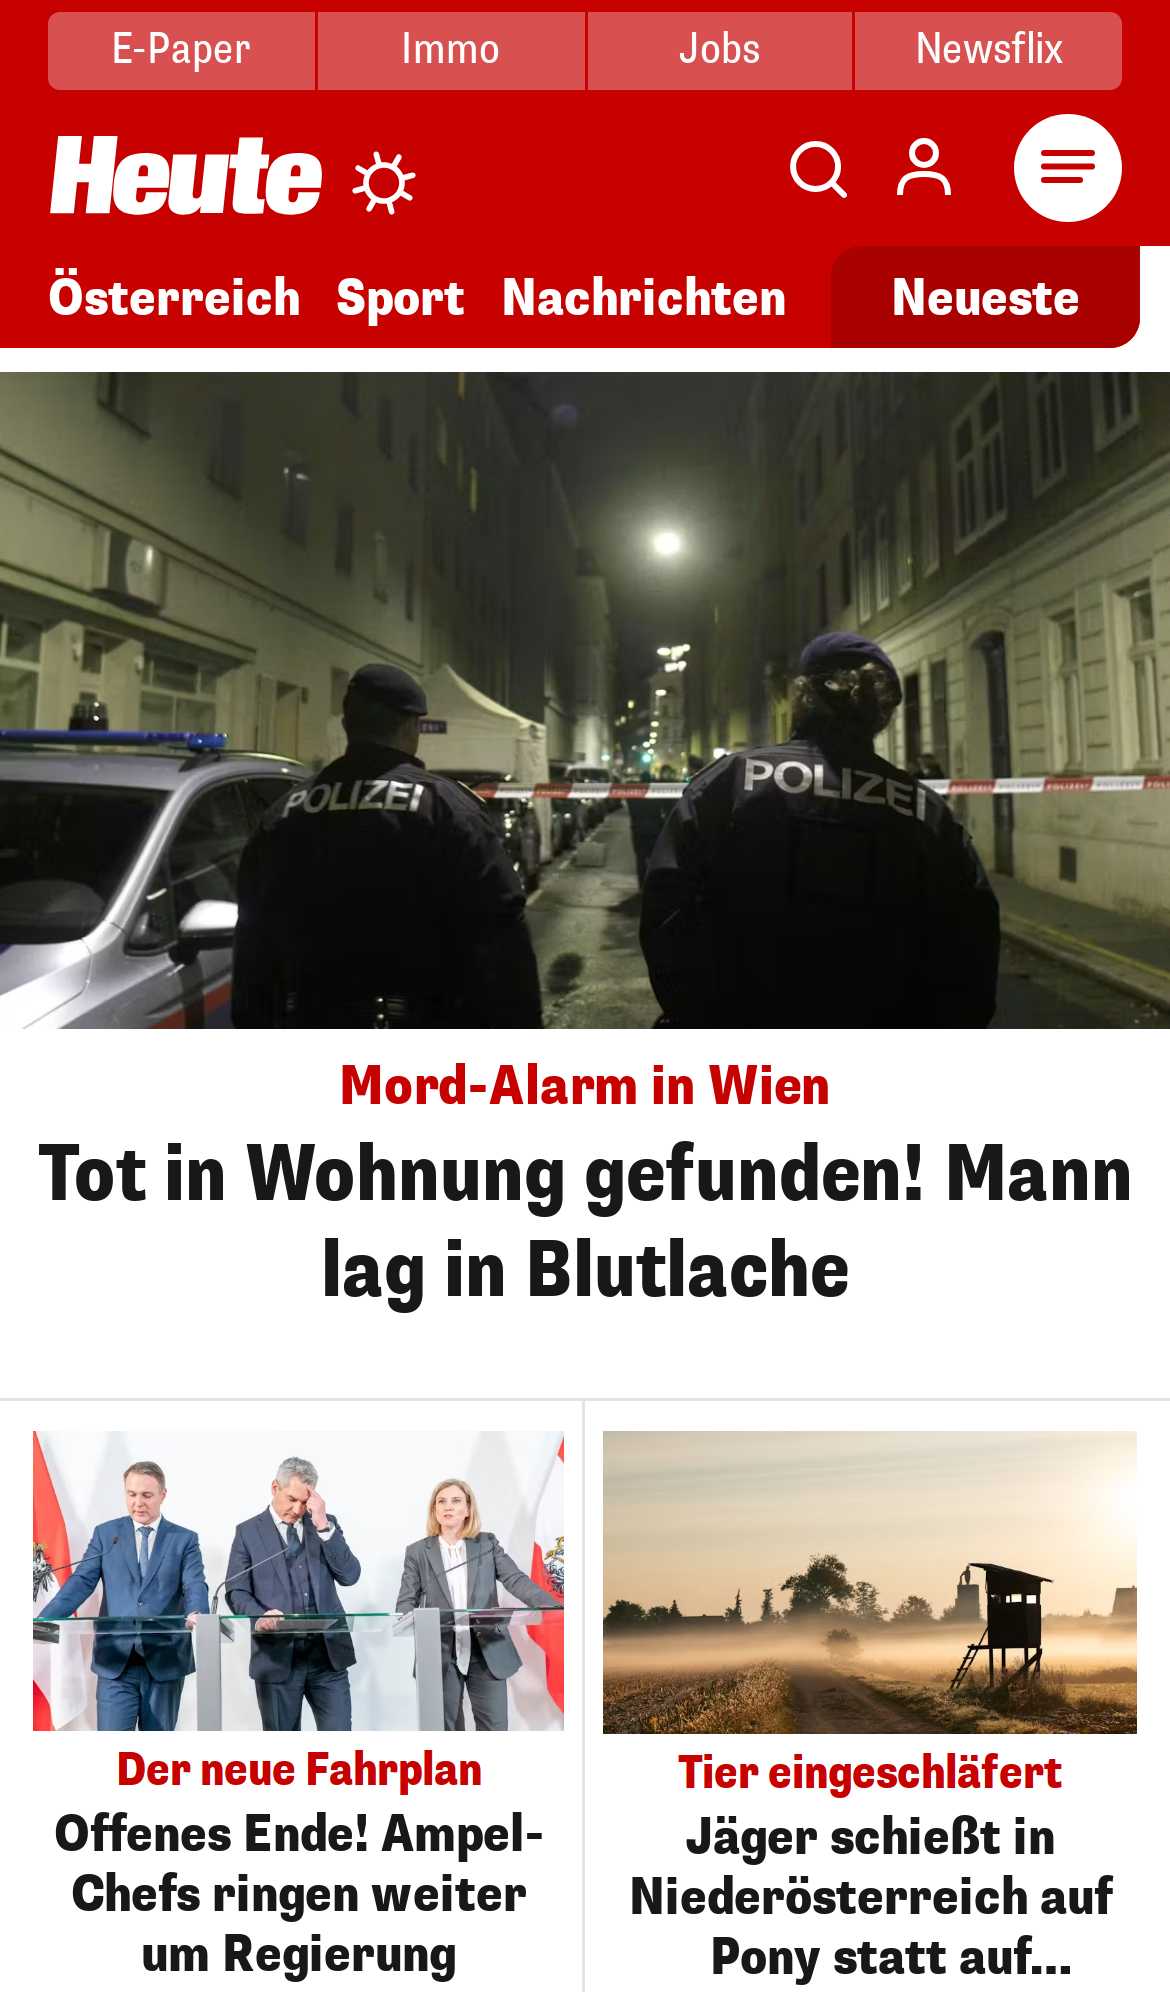 E-Paper Immo Jobs Newsflix
Heute
Österreich Sport Nachrichten Neueste
POLIZEI
POLIZEI
Mord-Alarm in Wien
Tot in Wohnung gefunden! Mann
lag in Blutlache
Der neue Fahrplan
Offenes Ende! Ampel-
Chefs ringen weiter
um Regierung
Tier eingeschläfert
Jäger schießt in
Niederösterreich auf
Pony statt auf...